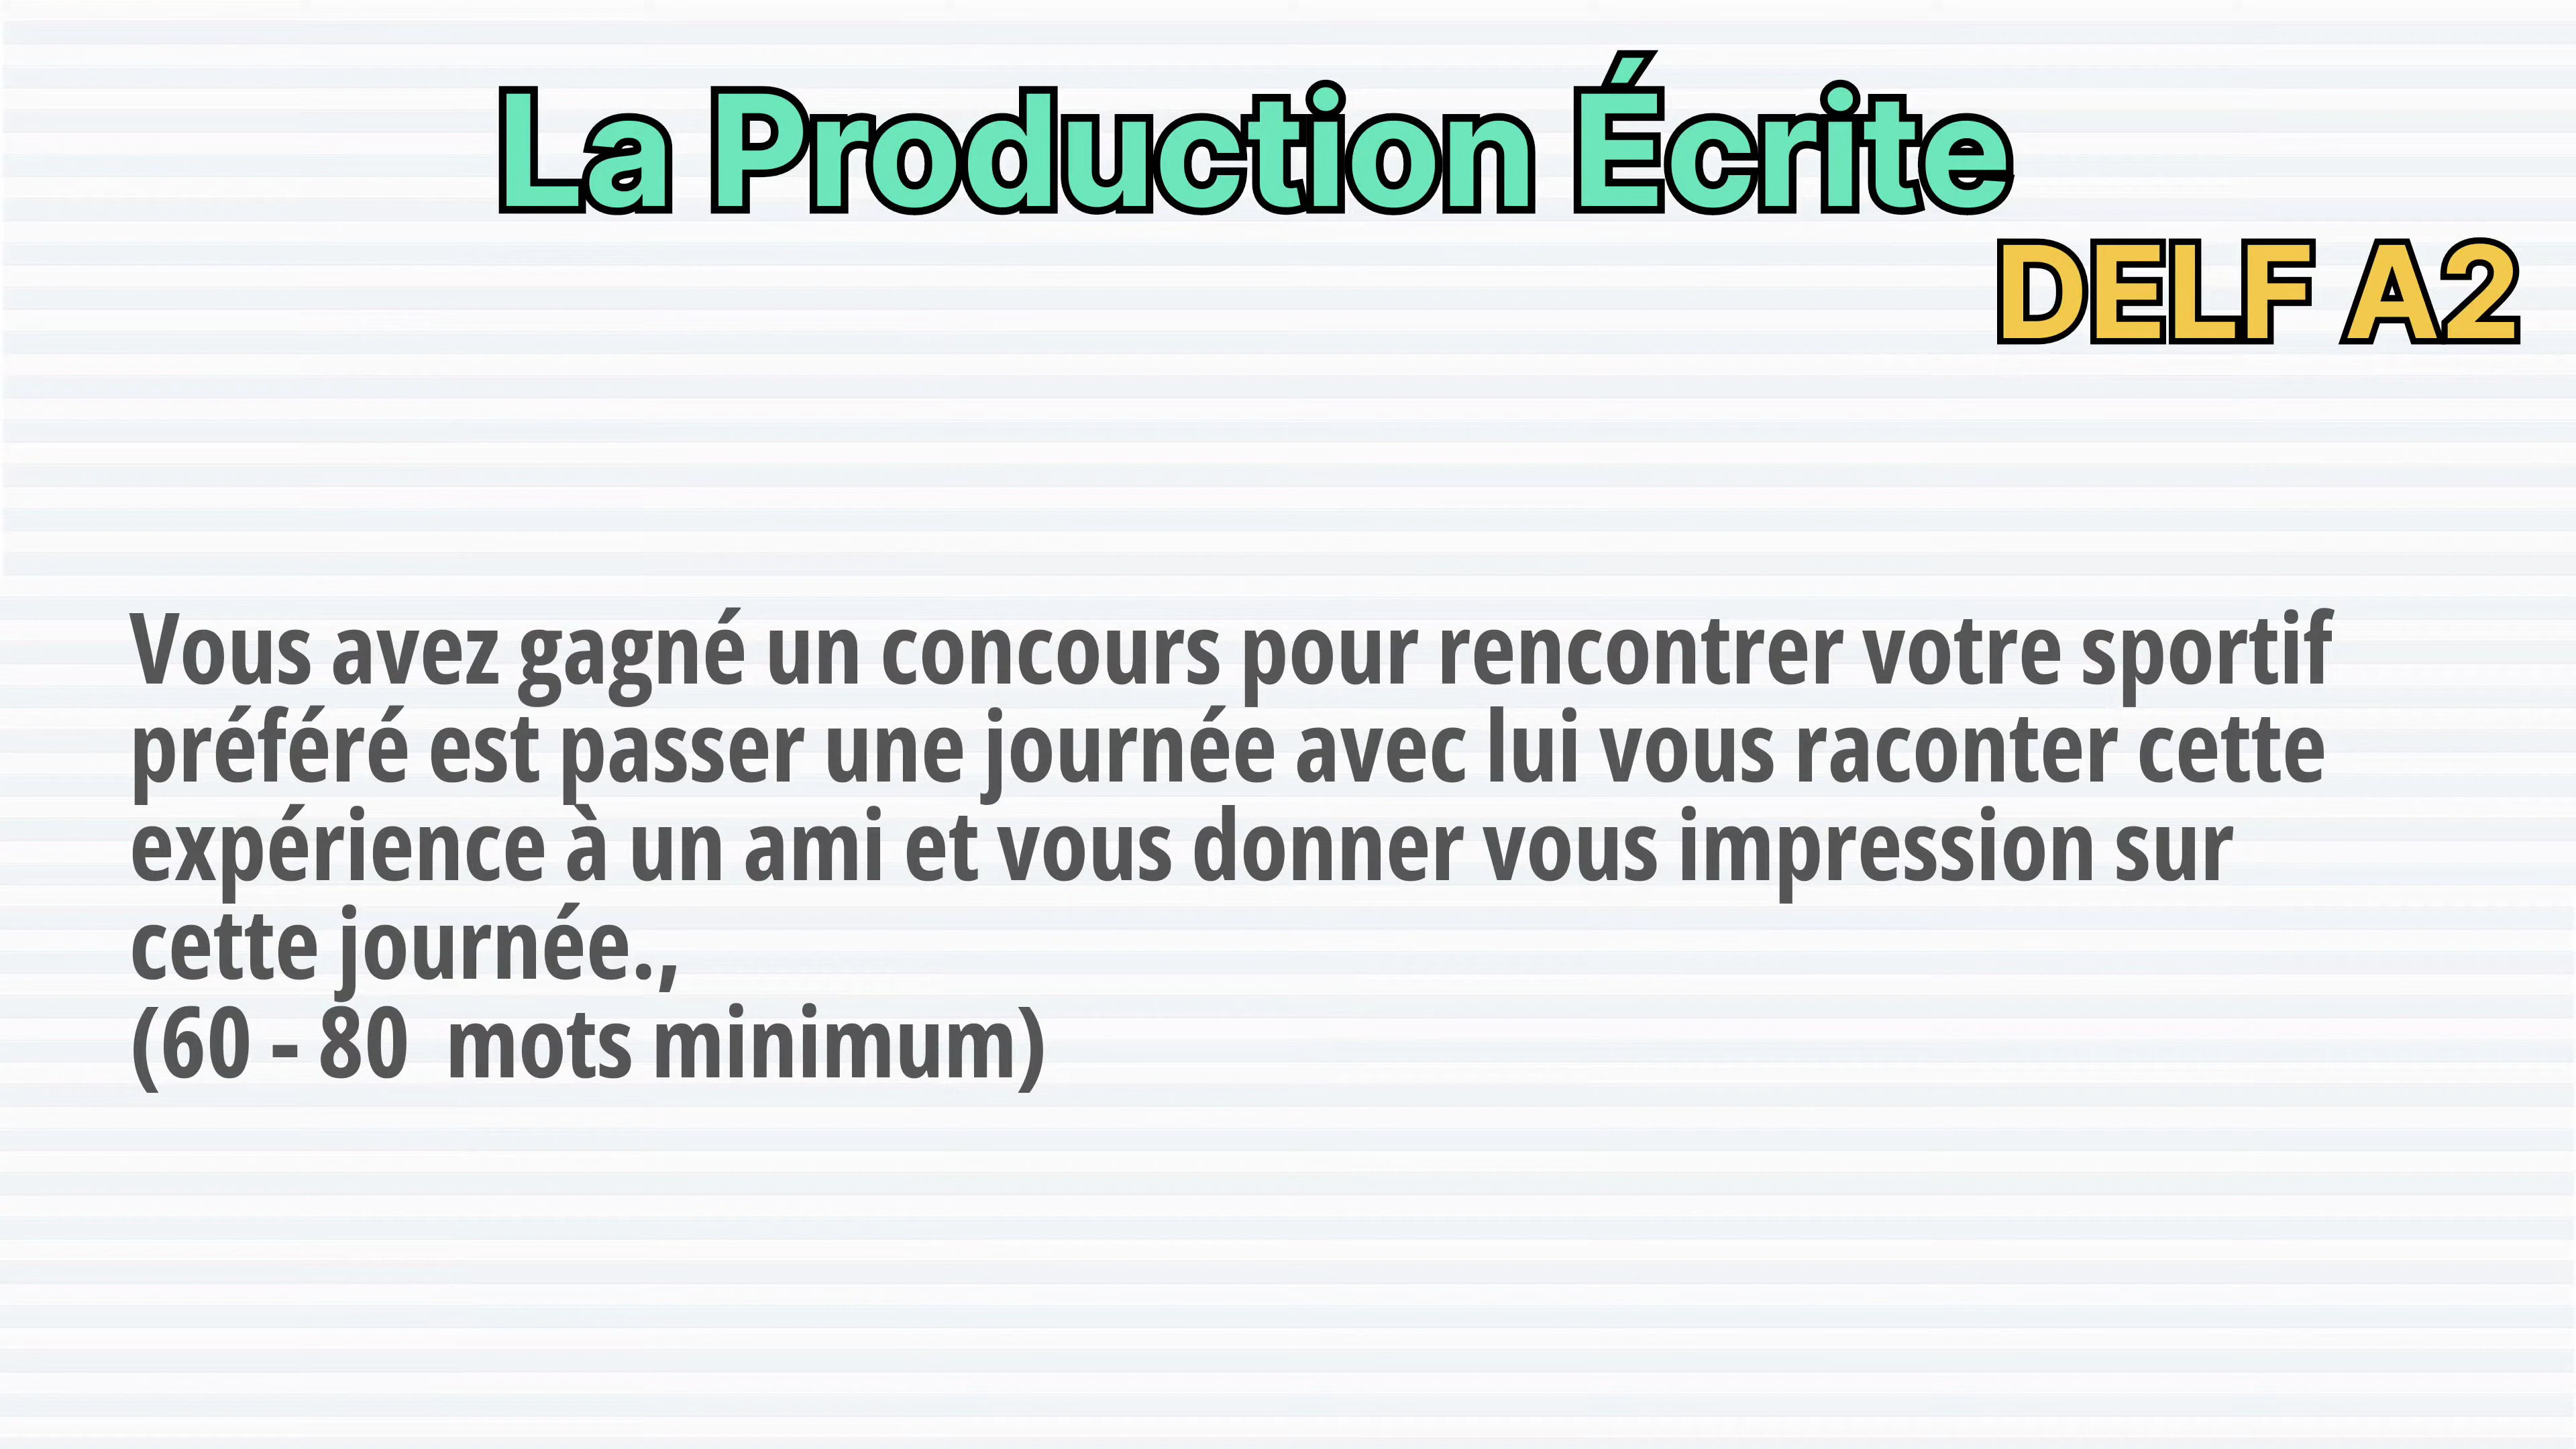 La Production Écrite
DELF A2
Vous avez gagné un concours pour rencontrer votre sportif
préféré est passer une journée avec lui vous raconter cette
expérience à un ami et vous donner vous impression sur
cette journée.,
(60 - 80  mots minimum)